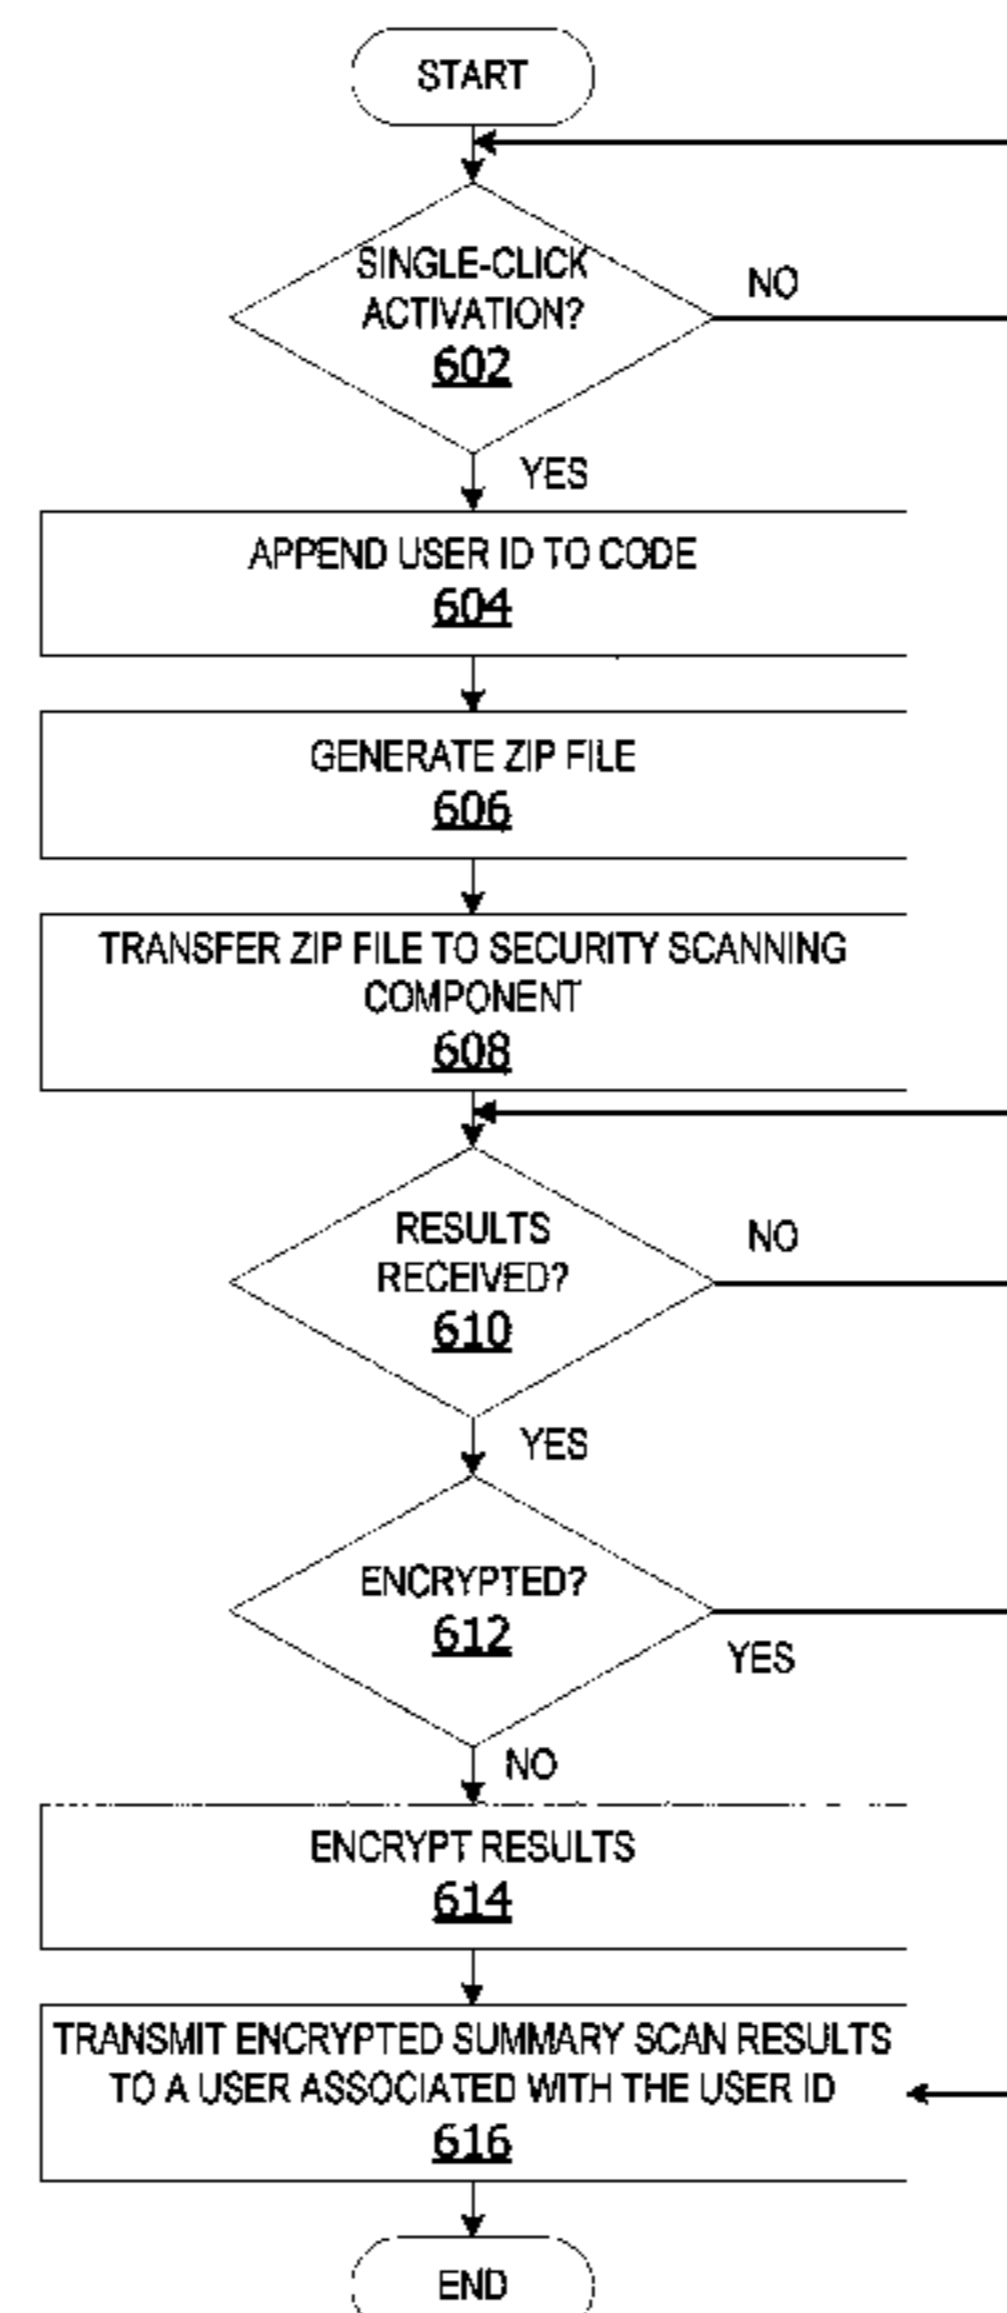 START
SINGLE-CLICK
ACTIVATION?
602
NO
YES
APPEND USER ID TO CODE
604
GENERATE ZIP FILE
606
TRANSFER ZIP FILE TO SECURITY SCANNING
COMPONENT
608
RESULTS
RECEIVED?
610
NO
YES
ENCRYPTED?
612
YES
NO
ENCRYPT RESULTS
614
TRANSMIT ENCRYPTED SUMMARY SCAN RESULTS
TO A USER ASSOCIATED WITH THE USER ID
616
END